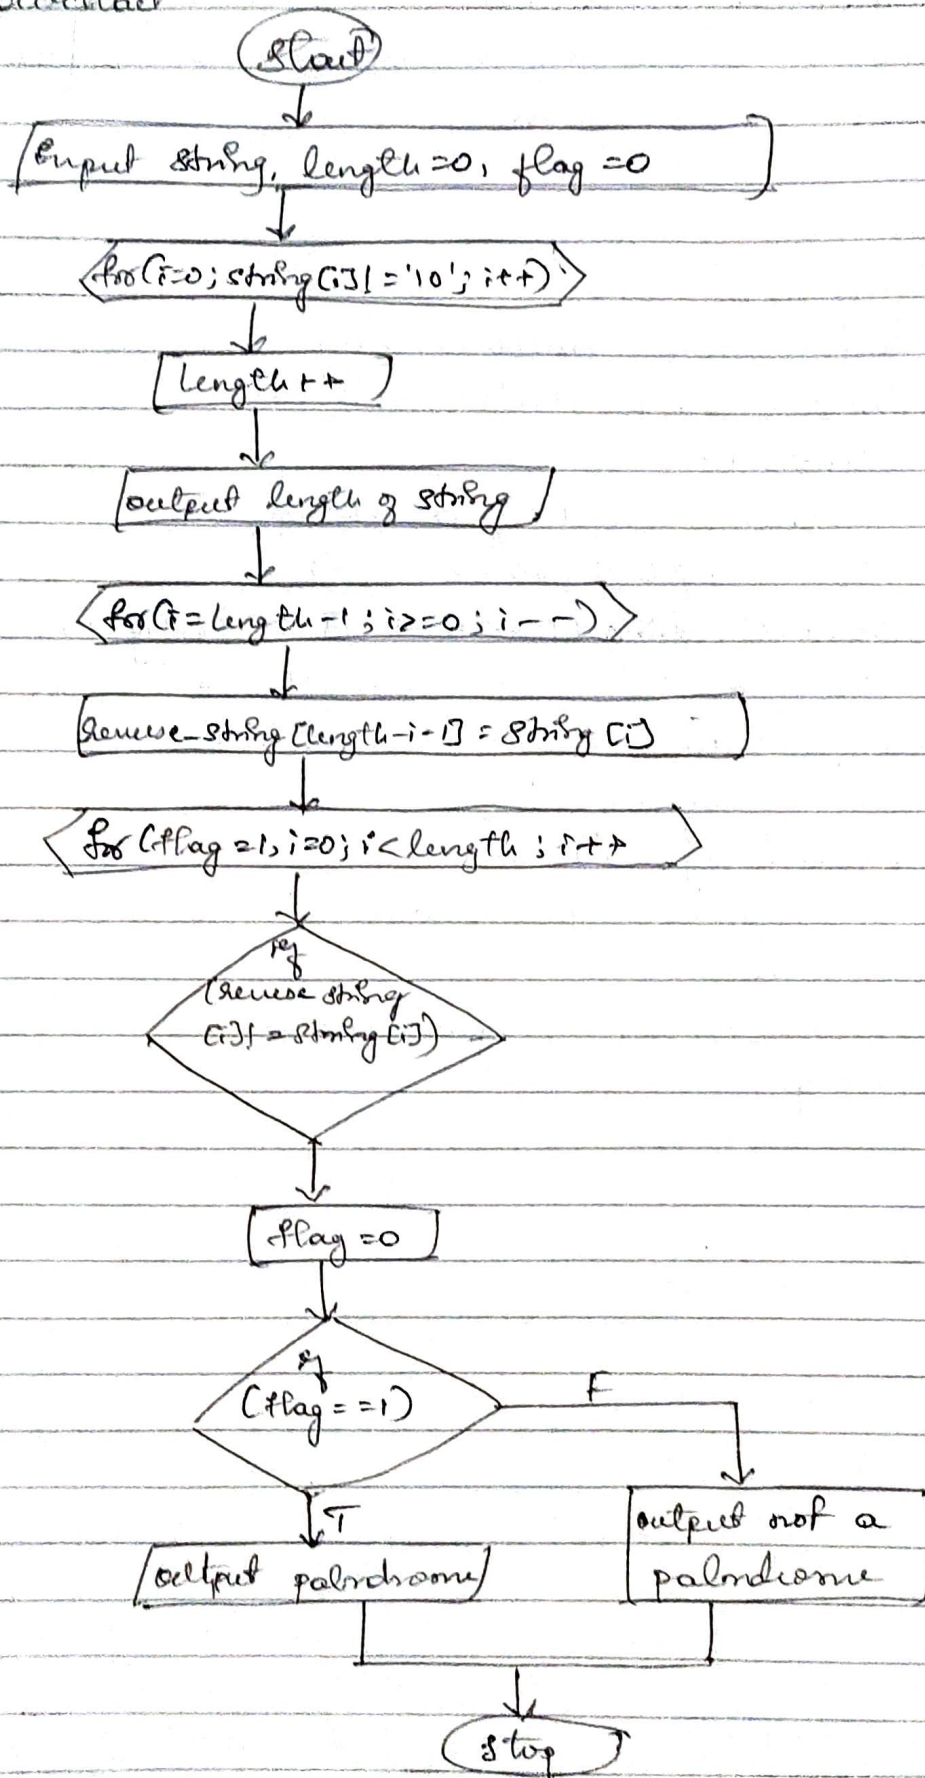 Start
Input string, length=0, flag=0
for(i=0; string[i]!='\0'; i++)
length++
output length of string
for(i=length-1; i>=0; i--)
reverse_string[length-i-1] = string[i]
for(flag=1, i=0; i<length; i++
if
(reverse string
[i]!=string[i])
flag=0
if
(flag==1)
F
T
output not a
output palindrome
palindrome
Stop